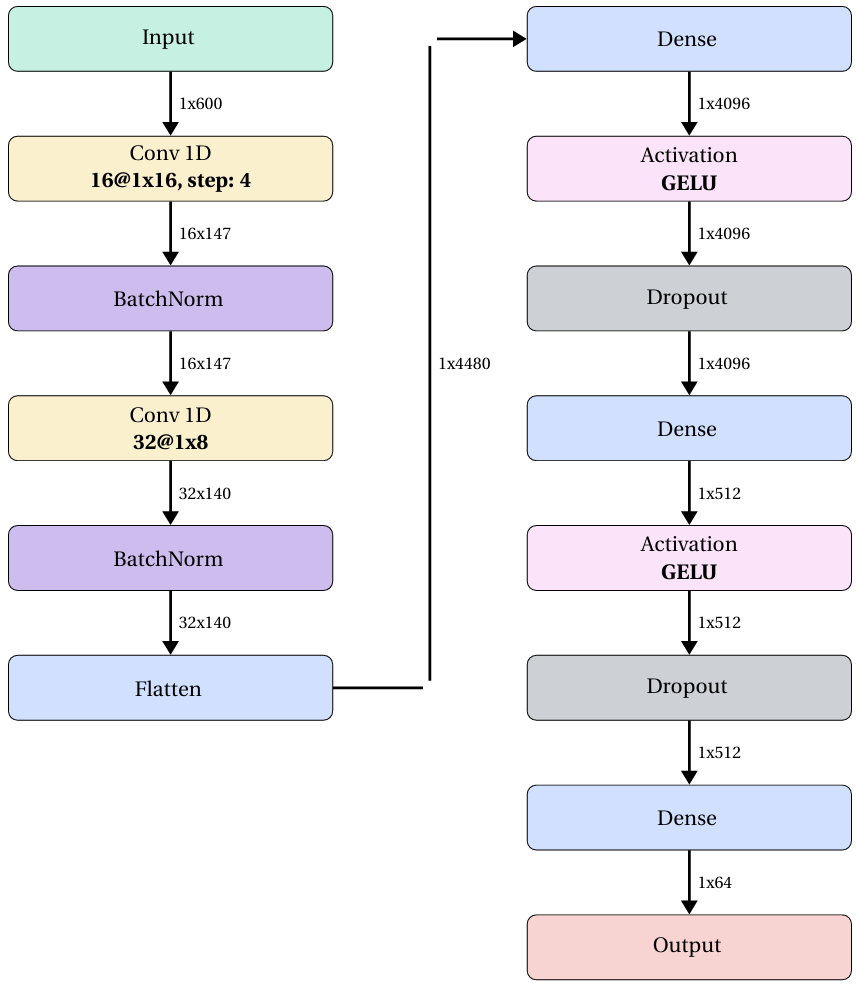 Input
1x600
Conv 1D
16@1x16, step: 4
16x147
BatchNorm
16x147
Conv 1D
32@1x8
32x140
BatchNorm
32x140
Flatten
1x4480
Dense
1x4096
Activation
GELU
1x4096
Dropout
1x4096
Dense
1x512
Activation
GELU
1x512
Dropout
1x512
Dense
1x64
Output